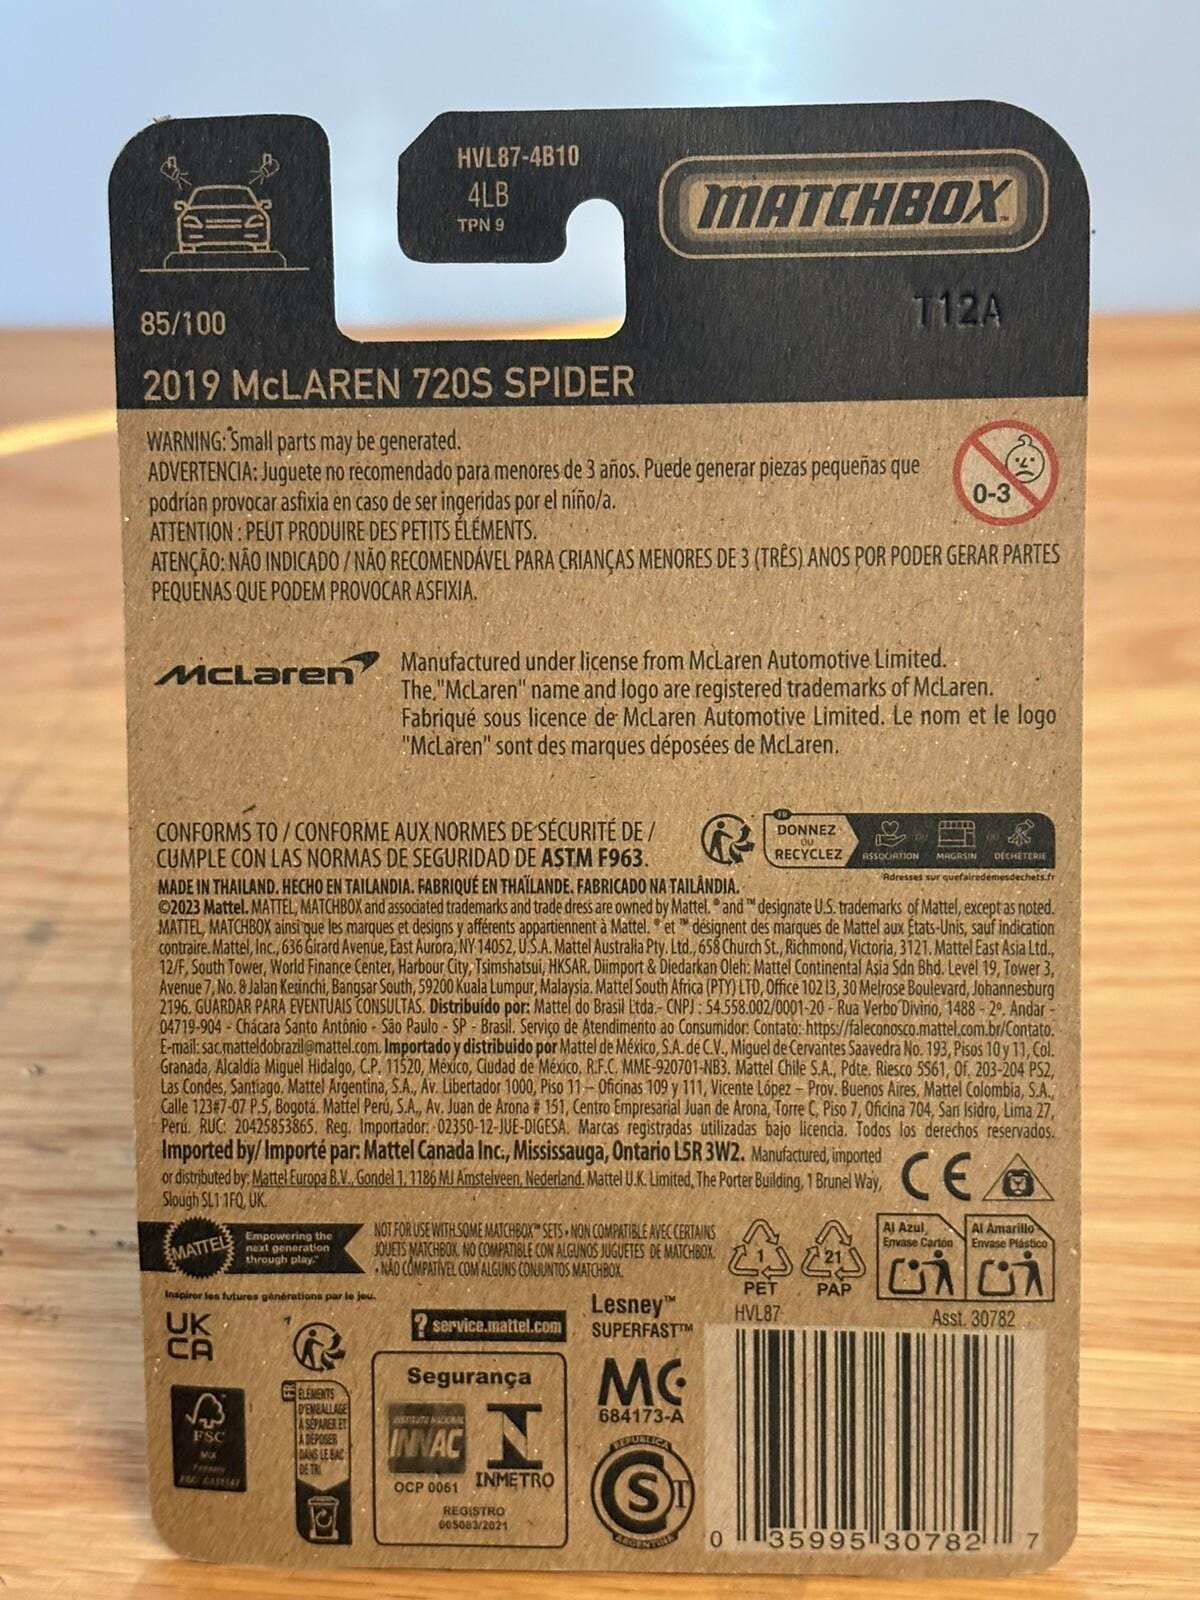 HVL87-4B10
4LB
TPN 9
MATCHBOX™
T12A
85/100
2019 McLAREN 720S SPIDER
WARNING: Small parts may be generated.
ADVERTENCIA: Juguete no recomendado para menores de 3 años. Puede generar piezas pequeñas que
podrían provocar asfixia en caso de ser ingeridas por el niño/a.
ATTENTION : PEUT PRODUIRE DES PETITS ÉLÉMENTS.
ATENÇÃO: NÃO INDICADO / NÃO RECOMENDÁVEL PARA CRIANÇAS MENORES DE 3 (TRÊS) ANOS POR PODER GERAR PARTES
PEQUENAS QUE PODEM PROVOCAR ASFIXIA.
0-3
McLaren
Manufactured under license from McLaren Automotive Limited.
The "McLaren" name and logo are registered trademarks of McLaren.
Fabriqué sous licence de McLaren Automotive Limited. Le nom et le logo
"McLaren" sont des marques déposées de McLaren.
CONFORMS TO / CONFORME AUX NORMES DE SÉCURITÉ DE /
CUMPLE CON LAS NORMAS DE SEGURIDAD DE ASTM F963.
FR
DONNEZ
OU
RECYCLEZ
ASSOCIATION OU MAGASIN OU DÉCHÈTERIE
Adresses sur quefairedemesdechets.fr
MADE IN THAILAND. HECHO EN TAILANDIA. FABRIQUÉ EN THAÏLANDE. FABRICADO NA TAILÂNDIA.
©2023 Mattel. MATTEL, MATCHBOX and associated trademarks and trade dress are owned by Mattel. ® and ™ designate U.S. trademarks of Mattel, except as noted.
MATTEL, MATCHBOX ainsi que les marques et designs y afférents appartiennent à Mattel. ® et ™ désignent des marques de Mattel aux États-Unis, sauf indication
contraire. Mattel, Inc., 636 Girard Avenue, East Aurora, NY 14052, U.S.A. Mattel Australia Pty. Ltd., 658 Church St., Richmond, Victoria, 3121. Mattel East Asia Ltd.,
12/F, South Tower, World Finance Center, Harbour City, Tsimshatsui, HKSAR. Diimport & Diedarkan Oleh: Mattel Continental Asia Sdn Bhd. Level 19, Tower 3,
Avenue 7, No. 8 Jalan Kerinchi, Bangsar South, 59200 Kuala Lumpur, Malaysia. Mattel South Africa (PTY) LTD, Office 102 I3, 30 Melrose Boulevard, Johannesburg
2196. GUARDAR PARA EVENTUAIS CONSULTAS. Distribuído por: Mattel do Brasil Ltda.- CNPJ : 54.558.002/0001-20 - Rua Verbo Divino, 1488 - 2º. Andar -
04719-904 - Chácara Santo Antônio - São Paulo - SP - Brasil. Serviço de Atendimento ao Consumidor: Contato: https://faleconosco.mattel.com.br/Contato.
E-mail: sac.matteldobrazil@mattel.com. Importado y distribuido por Mattel de México, S.A. de C.V., Miguel de Cervantes Saavedra No. 193, Pisos 10 y 11, Col.
Granada, Alcaldía Miguel Hidalgo, C.P. 11520, México, Ciudad de México. R.F.C. MME-920701-NB3. Mattel Chile S.A., Pdte. Riesco 5561, Of. 203-204 PS2,
Las Condes, Santiago. Mattel Argentina, S.A., Av. Libertador 1000, Piso 11 – Oficinas 109 y 111, Vicente López – Prov. Buenos Aires. Mattel Colombia, S.A.,
Calle 123#7-07 P.5, Bogotá. Mattel Perú, S.A., Av. Juan de Arona # 151, Centro Empresarial Juan de Arona, Torre C, Piso 7, Oficina 704, San Isidro, Lima 27,
Perú. RUC: 20425853865. Reg. Importador: 02350-12-JUE-DIGESA. Marcas registradas utilizadas bajo licencia. Todos los derechos reservados.
Imported by/ Importé par: Mattel Canada Inc., Mississauga, Ontario L5R 3W2. Manufactured, imported
or distributed by: Mattel Europa B.V., Gondel 1, 1186 MJ Amstelveen, Nederland. Mattel U.K. Limited, The Porter Building, 1 Brunel Way,
Slough SL1 1FQ, UK.
CE
MATTEL
Empowering the
next generation
through play.™
Inspirer les futures générations par le jeu.
NOT FOR USE WITH SOME MATCHBOX™ SETS • NON COMPATIBLE AVEC CERTAINS
JOUETS MATCHBOX. NO COMPATIBLE CON ALGUNOS JUGUETES DE MATCHBOX.
• NÃO COMPATÍVEL COM ALGUNS CONJUNTOS MATCHBOX.
1
PET
21
PAP
Al Azul
Envase Cartón
Al Amarillo
Envase Plástico
UK
CA
? service.mattel.com
Lesney™
SUPERFAST™
HVL87
Asst. 30782
FSC
MIX
ÉLÉMENTS
D'EMBALLAGE
À SÉPARER ET
À DÉPOSER
DANS LE BAC
DE TRI
Segurança
INSTITUTO NACIONAL
INNAC
OCP 0061
INMETRO
REGISTRO
005083/2021
MC
684173-A
REPUBLICA
S T
ARGENTINA
0 35995 30782 7